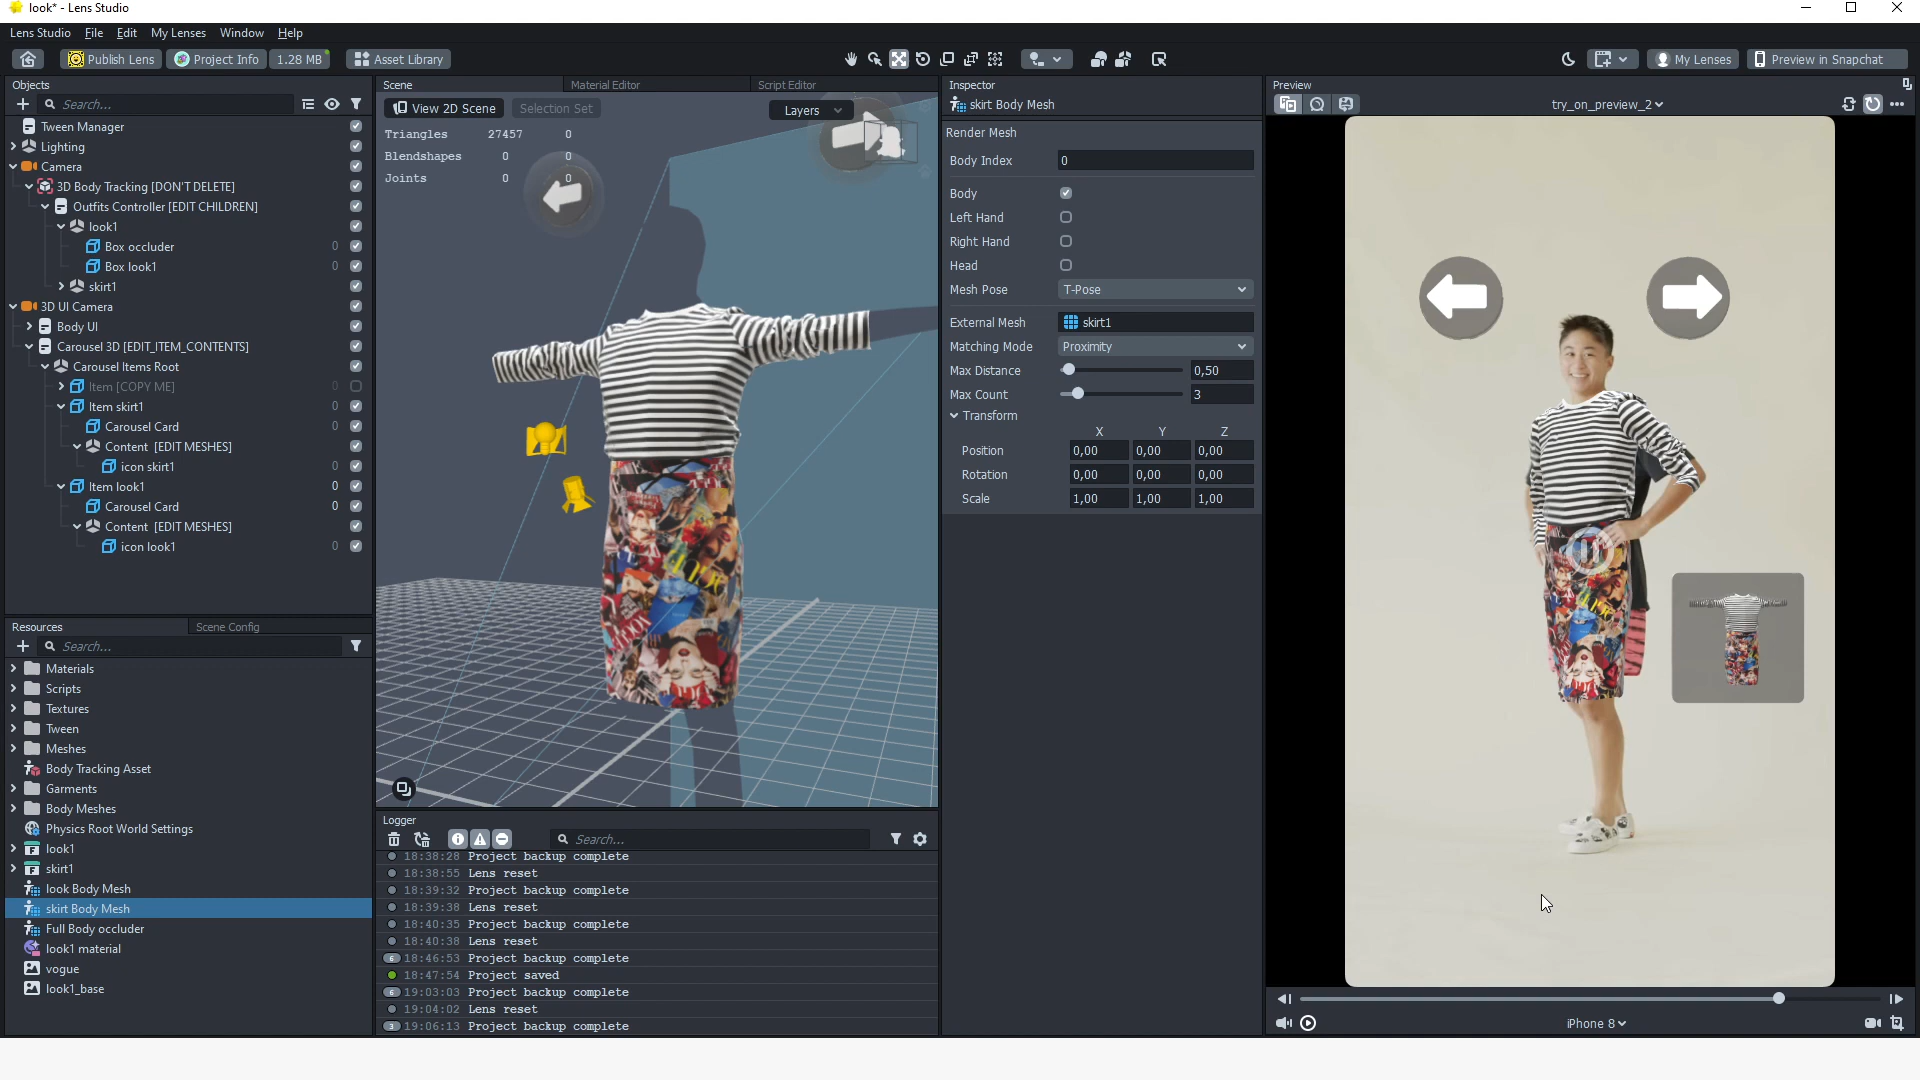 look* - Lens Studio
Lens Studio File Edit My Lenses Window Help
Publish Lens Project Info 1.28 MB Asset Library My Lenses Preview in Snapchat
Objects
Search...
Tween Manager
Lighting
Camera
3D Body Tracking [DON'T DELETE]
Outfits Controller [EDIT CHILDREN]
look1
Box occluder 0
Box look1 0
skirt1
3D UI Camera
Body UI
Carousel 3D [EDIT_ITEM_CONTENTS]
Carousel Items Root
Item [COPY ME] 0
Item skirt1 0
Carousel Card 0
Content [EDIT MESHES]
icon skirt1 0
Item look1 0
Carousel Card 0
Content [EDIT MESHES]
icon look1 0
Resources Scene Config
Search...
Materials
Scripts
Textures
Tween
Meshes
Body Tracking Asset
Garments
Body Meshes
Physics Root World Settings
look1
skirt1
look Body Mesh
skirt Body Mesh
Full Body occluder
look1 material
vogue
look1_base
Scene Material Editor Script Editor
View 2D Scene Selection Set Layers
Triangles 27457 0
Blendshapes 0 0
Joints 0 0
Logger
Search...
18:38:28 Project backup complete
18:38:55 Lens reset
18:39:32 Project backup complete
18:39:38 Lens reset
18:40:35 Project backup complete
18:40:38 Lens reset
6 18:46:53 Project backup complete
18:47:54 Project saved
6 19:03:03 Project backup complete
19:04:02 Lens reset
3 19:06:13 Project backup complete
Inspector
skirt Body Mesh
Render Mesh
Body Index 0
Body
Left Hand
Right Hand
Head
Mesh Pose T-Pose
External Mesh skirt1
Matching Mode Proximity
Max Distance 0,50
Max Count 3
Transform
X Y Z
Position 0,00 0,00 0,00
Rotation 0,00 0,00 0,00
Scale 1,00 1,00 1,00
Preview
try_on_preview_2
iPhone 8